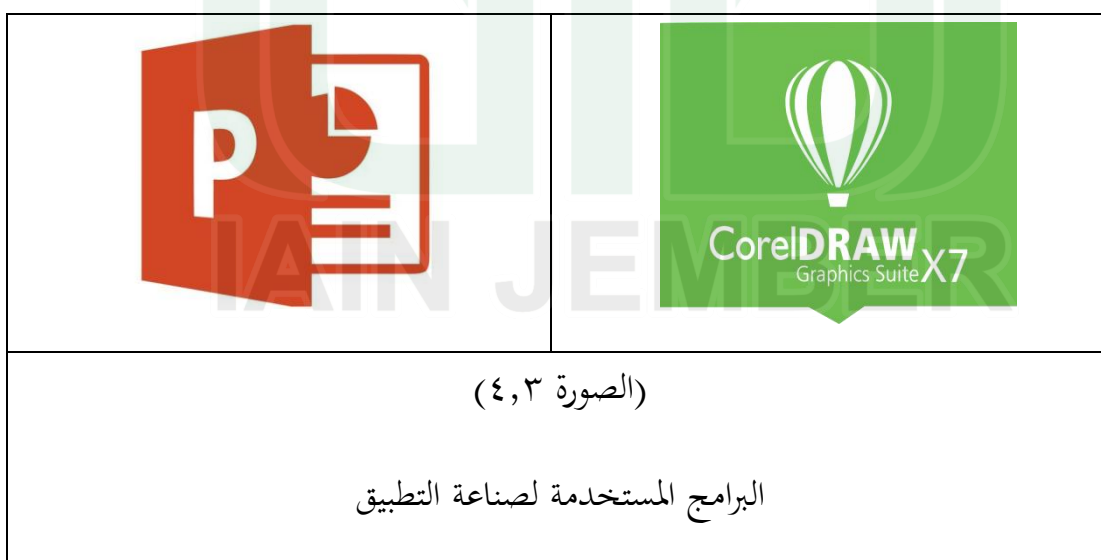 P
CorelDRAW
Graphics Suite X7
IAIN JEMBER
(الصورة ٤,٣)
البرامج المستخدمة لصناعة التطبيق